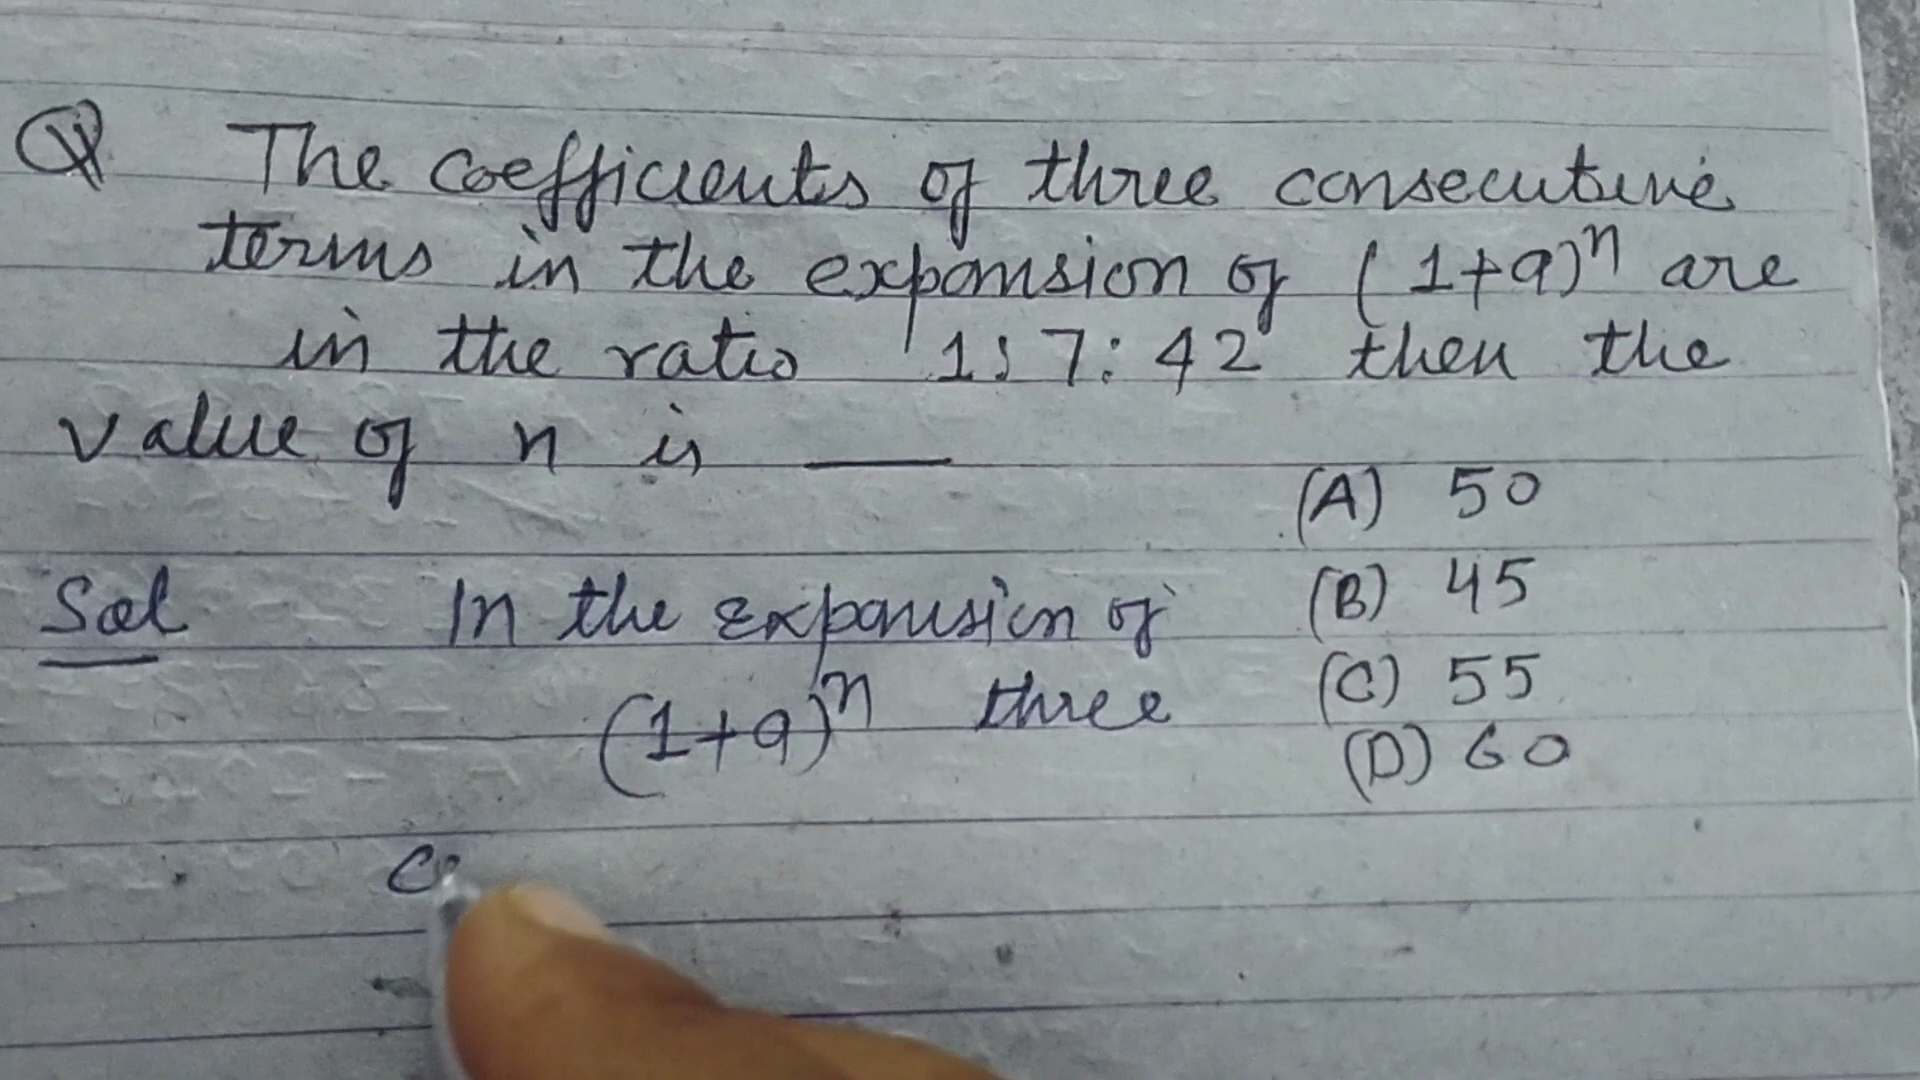 Q The coefficients of three consecutive
terms in the expansion of (1+a)ⁿ are
in the ratio 1:7:42 then the
value of n is ___
(A) 50
Sol In the expansion of (B) 45
(1+a)ⁿ three (C) 55
(D) 60